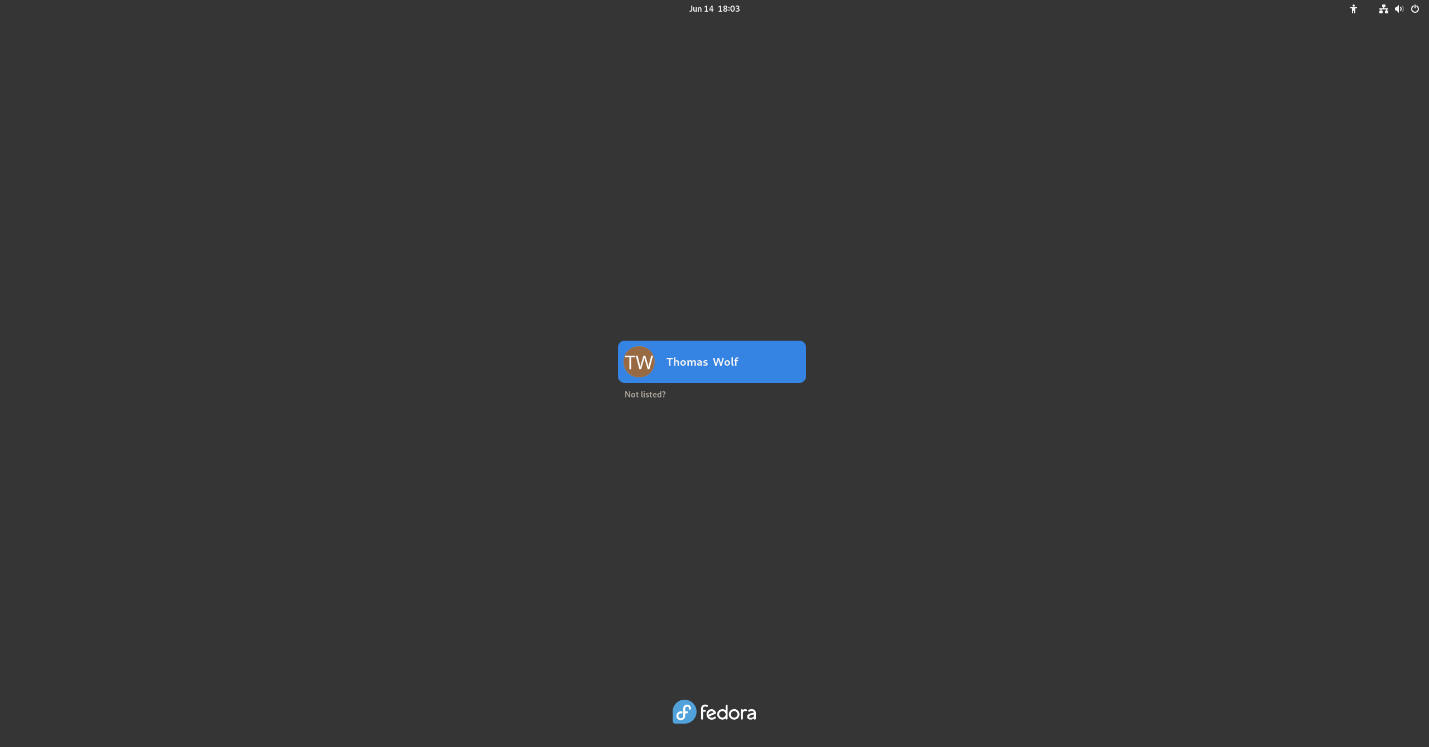 Jun 14 18:03
TW Thomas Wolf
Not listed?
fedora